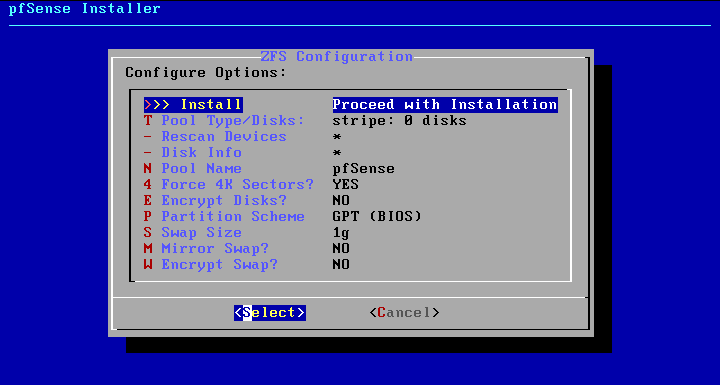 pfSense Installer
ZFS Configuration
Configure Options:
>>> Install Proceed with Installation
T Pool Type/Disks: stripe: 0 disks
- Rescan Devices *
- Disk Info *
N Pool Name pfSense
4 Force 4K Sectors? YES
E Encrypt Disks? NO
P Partition Scheme GPT (BIOS)
S Swap Size 1g
M Mirror Swap? NO
W Encrypt Swap? NO
<Select> <Cancel>